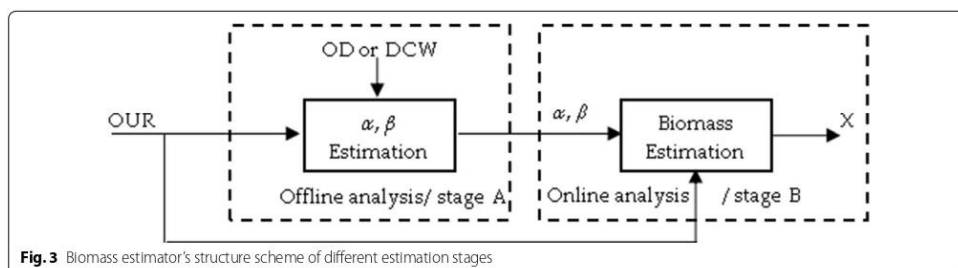 OD or DCW
OUR
α, β
Estimation
α, β
Biomass
Estimation
X
Offline analysis/ stage A
Online analysis / stage B
Fig. 3 Biomass estimator's structure scheme of different estimation stages